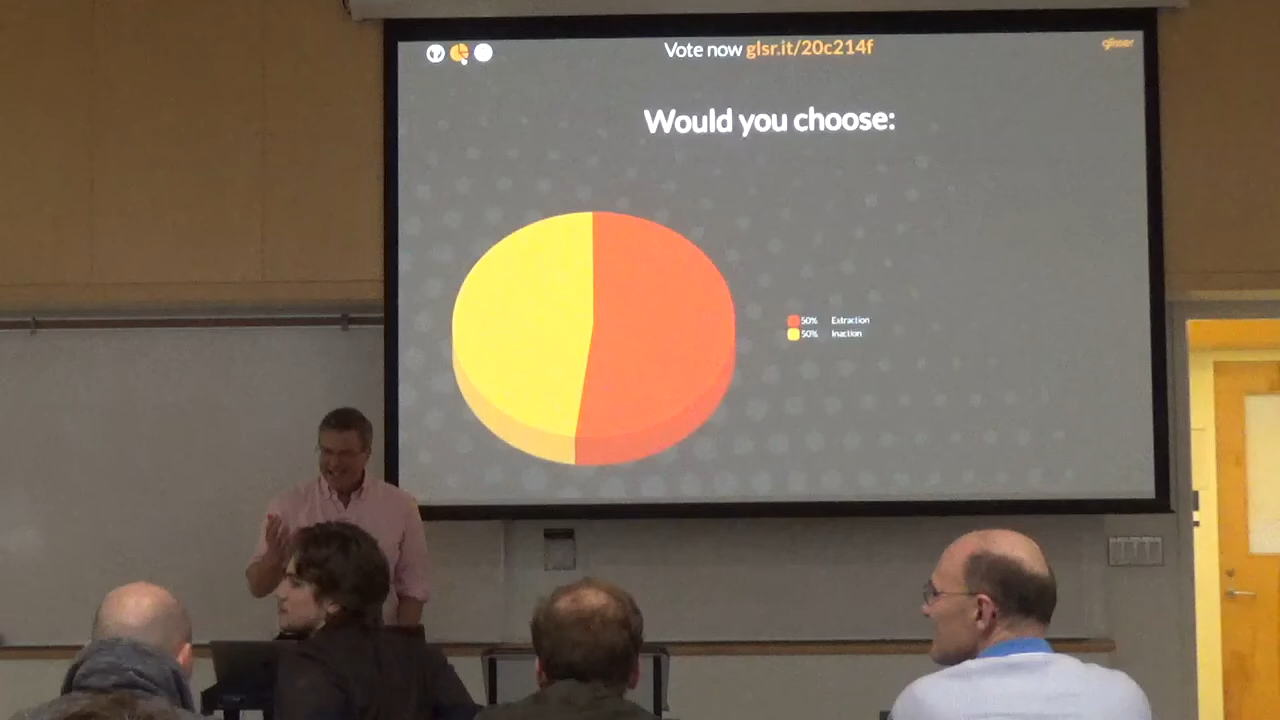 Vote now glsr.it/20c214f
glisser
Would you choose:
50% Extraction
50% Inaction